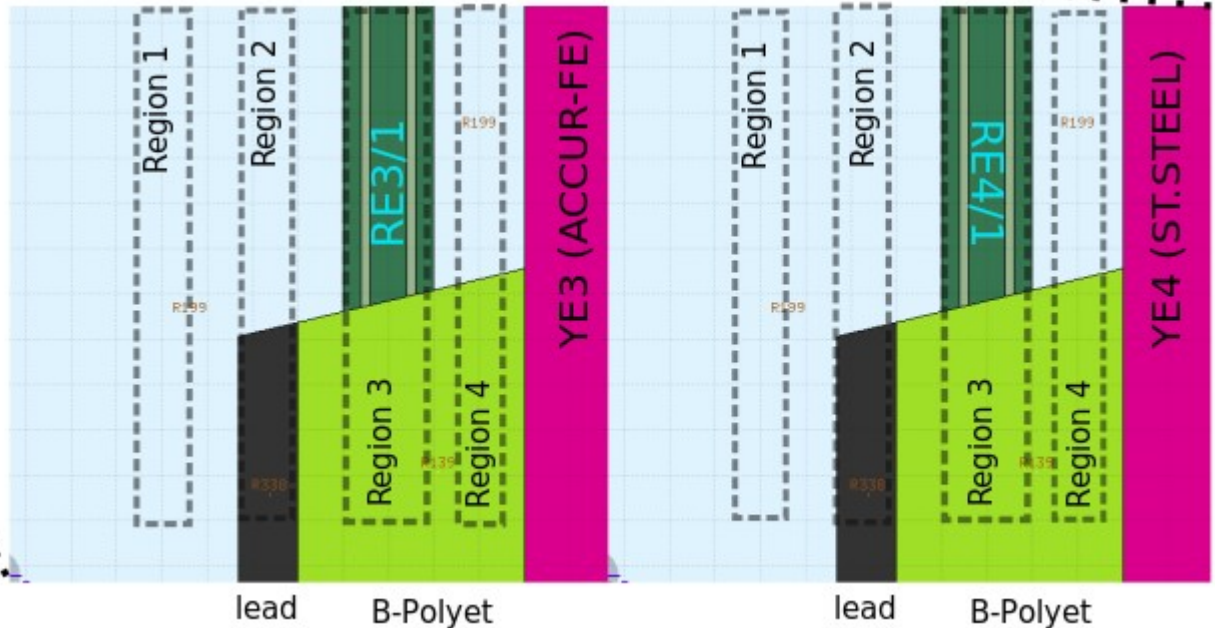 Region 1
Region 2
RE3/1
R199
YE3 (ACCUR-FE)
R199
Region 3
Region 4
R139
R338
lead
B-Polyet
Region 1
Region 2
RE4/1
R199
YE4 (ST.STEEL)
R199
Region 3
Region 4
R139
R338
lead
B-Polyet